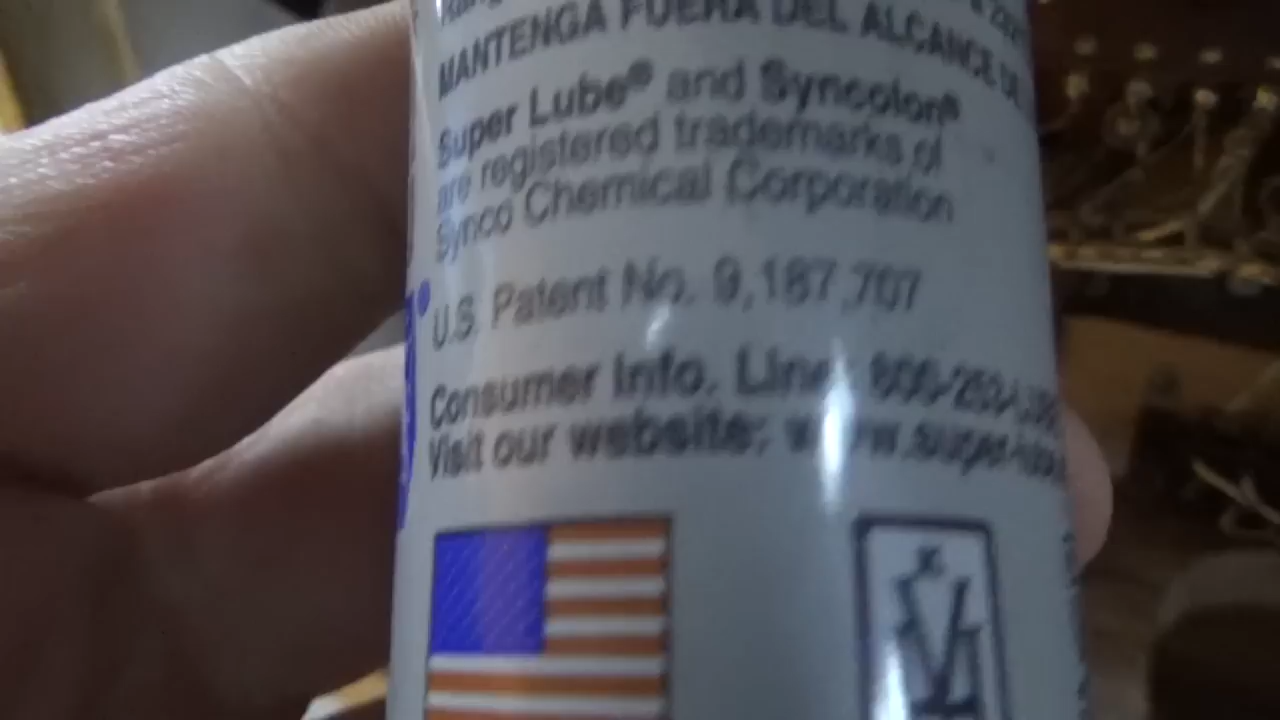 MANTENGA FUERA DEL ALCANCE DE
Super Lube® and Syncolon®
are registered trademarks of
Synco Chemical Corporation
U.S. Patent No. 9,187,707
Consumer Info. Line
Visit our website: